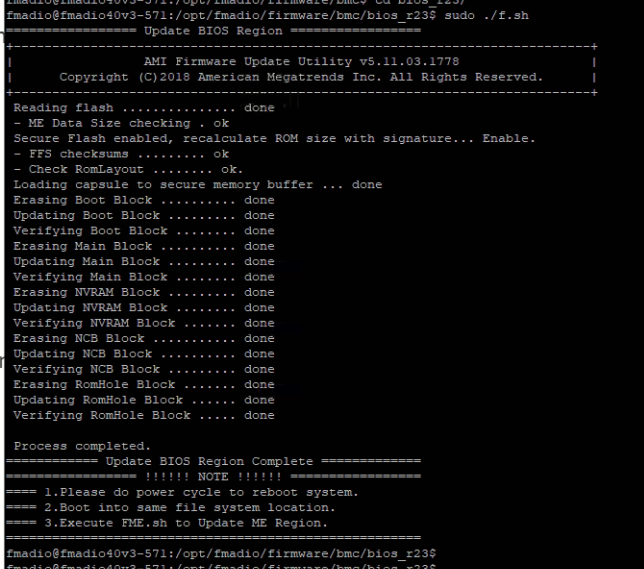 fmadio@fmadio40v3-571:/opt/fmadio/firmware/bmc$ cd bios_r23/
fmadio@fmadio40v3-571:/opt/fmadio/firmware/bmc/bios_r23$ sudo ./f.sh
================= Update BIOS Region =================
+---------------------------------------------------------------------------+
| AMI Firmware Update Utility v5.11.03.1778 |
| Copyright (C)2018 American Megatrends Inc. All Rights Reserved. |
+---------------------------------------------------------------------------+
Reading flash ............... done
- ME Data Size checking . ok
Secure Flash enabled, recalculate ROM size with signature... Enable.
- FFS checksums ......... ok
- Check RomLayout ........ ok.
Loading capsule to secure memory buffer ... done
Erasing Boot Block .......... done
Updating Boot Block ......... done
Verifying Boot Block ........ done
Erasing Main Block .......... done
Updating Main Block ......... done
Verifying Main Block ........ done
Erasing NVRAM Block ......... done
Updating NVRAM Block ........ done
Verifying NVRAM Block ....... done
Erasing NCB Block ........... done
Updating NCB Block .......... done
Verifying NCB Block ......... done
Erasing RomHole Block ....... done
Updating RomHole Block ...... done
Verifying RomHole Block ..... done
Process completed.
============ Update BIOS Region Complete =============
================= !!!!!! NOTE !!!!!! =================
==== 1.Please do power cycle to reboot system.
==== 2.Boot into same file system location.
==== 3.Execute FME.sh to Update ME Region.
======================================================
fmadio@fmadio40v3-571:/opt/fmadio/firmware/bmc/bios_r23$
fmadio@fmadio40v3-571:/opt/fmadio/firmware/bmc/bios_r23$